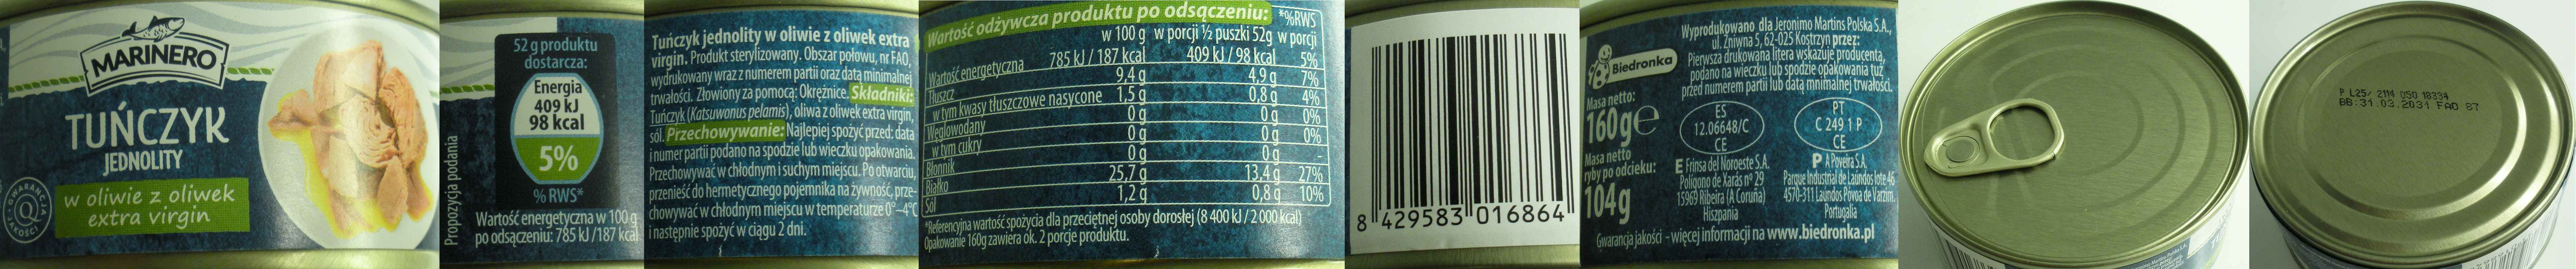 MARINERO
TUŃCZYK
JEDNOLITY
w oliwie z oliwek
extra virgin
GWARANCJA
JAKOŚCI
Q
Propozycja podania
52 g produktu
dostarcza:
Energia
409 kJ
98 kcal
5%
% RWS*
Wartość energetyczna w 100 g
po odsączeniu: 785 kJ /187 kcal
Tuńczyk jednolity w oliwie z oliwek extra
virgin. Produkt sterylizowany. Obszar połowu, nr FAO,
wydrukowany wraz z numerem partii oraz datą minimalnej
trwałości. Złowiony za pomocą: Okrężnice. Składniki:
Tuńczyk (Katsuwonus pelamis), oliwa z oliwek extra virgin,
sól. Przechowywanie: Najlepiej spożyć przed: data
i numer partii podano na spodzie lub wieczku opakowania.
Przechowywać w chłodnym i suchym miejscu. Po otwarciu,
przenieść do hermetycznego pojemnika na żywność, prze-
chowywać w chłodnym miejscu w temperaturze 0°–4°C
i następnie spożyć w ciągu 2 dni.
Wartość odżywcza produktu po odsączeniu: *%RWS
w 100 g w porcji ½ puszki 52g w porcji
Wartość energetyczna 785 kJ / 187 kcal 409 kJ / 98 kcal 5%
Tłuszcz 9,4 g 4,9 g 7%
w tym kwasy tłuszczowe nasycone 1,5 g 0,8 g 4%
Węglowodany 0 g 0 g 0%
w tym cukry 0 g 0 g 0%
Błonnik 0 g 0 g -
Białko 25,7 g 13,4 g 27%
Sól 1,2 g 0,8 g 10%
*Referencyjna wartość spożycia dla przeciętnej osoby dorosłej (8 400 kJ / 2 000 kcal)
Opakowanie 160g zawiera ok. 2 porcje produktu.
8 429583 016864
Biedronka
Wyprodukowano dla Jeronimo Martins Polska S.A.,
ul. Żniwna 5, 62-025 Kostrzyn przez:
Pierwsza drukowana litera wskazuje producenta,
podano na wieczku lub spodzie opakowania tuż
przed numerem partii lub datą mnimalnej trwałości.
Masa netto:
160g e
Masa netto
ryby po odcieku:
104g
ES
12.06648/C
CE
E Frinsa del Noroeste S.A.
Polígono de Xarás nº 29
15969 Ribeira (A Coruña)
Hiszpania
PT
C 249 1 P
CE
P A Poveira S.A.
Parque Industrial de Laúndos lote 46
4570-311 Laúndos Póvoa de Varzim.
Portugalia
Gwarancja jakości - więcej informacji na www.biedronka.pl
P L25/ 2114 050 18334
BB:31.03.2031 FAO 87